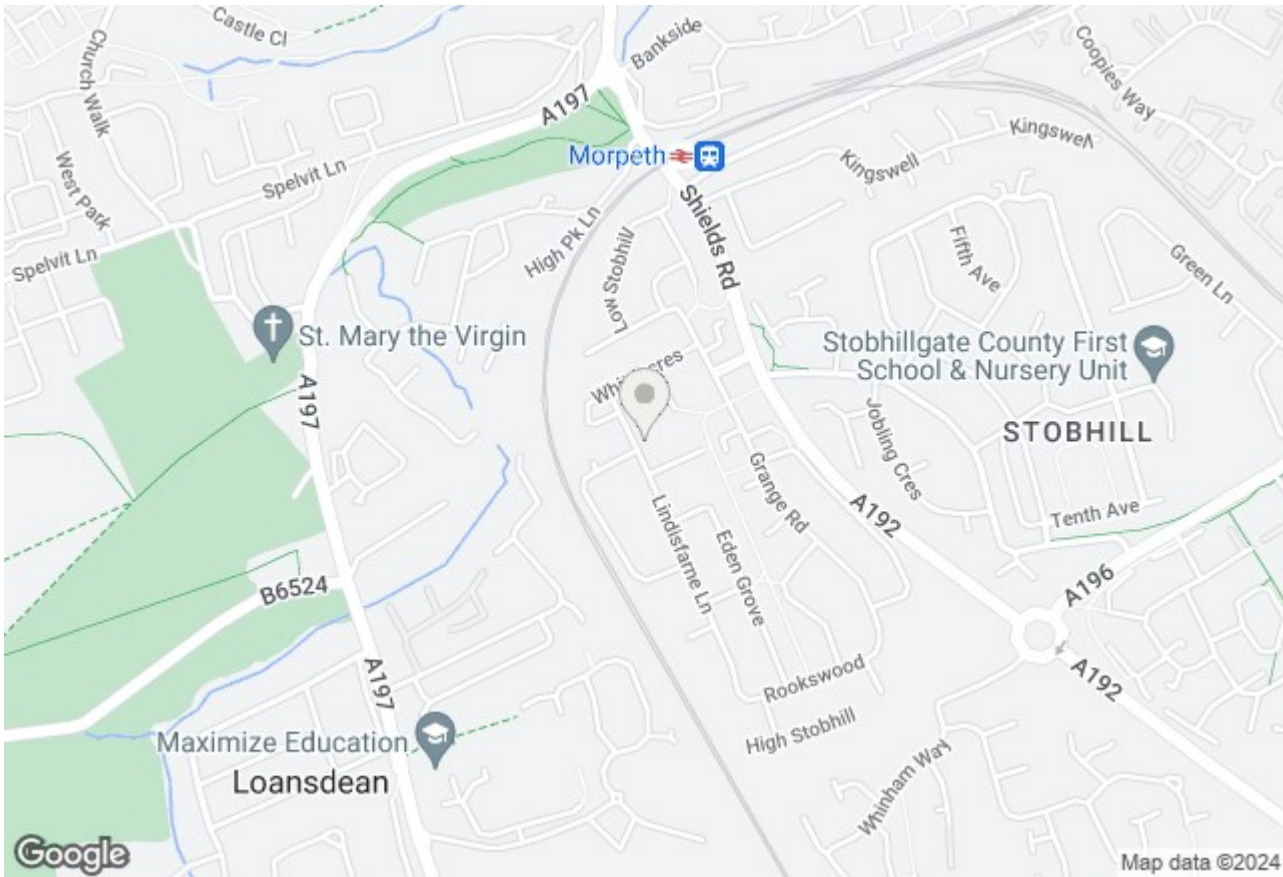 Castle Cl
Bankside
Coopies Way
Church Walk
A197
Kingswell
Morpeth
Kingswell
West Park
Spelvit Ln
Shields Rd
High Pk Ln
Low Stobhill
Fifth Ave
Green Ln
Spelvit Ln
St. Mary the Virgin
Stobhillgate County First
School & Nursery Unit
A197
Jobling Cres
STOBHILL
Grange Rd
A192
Tenth Ave
Lindisfarne Ln
Eden Grove
B6524
A196
A197
Rookswood
A192
High Stobhill
Maximize Education
Loansdean
Whinham Way
Google
Map data ©2024